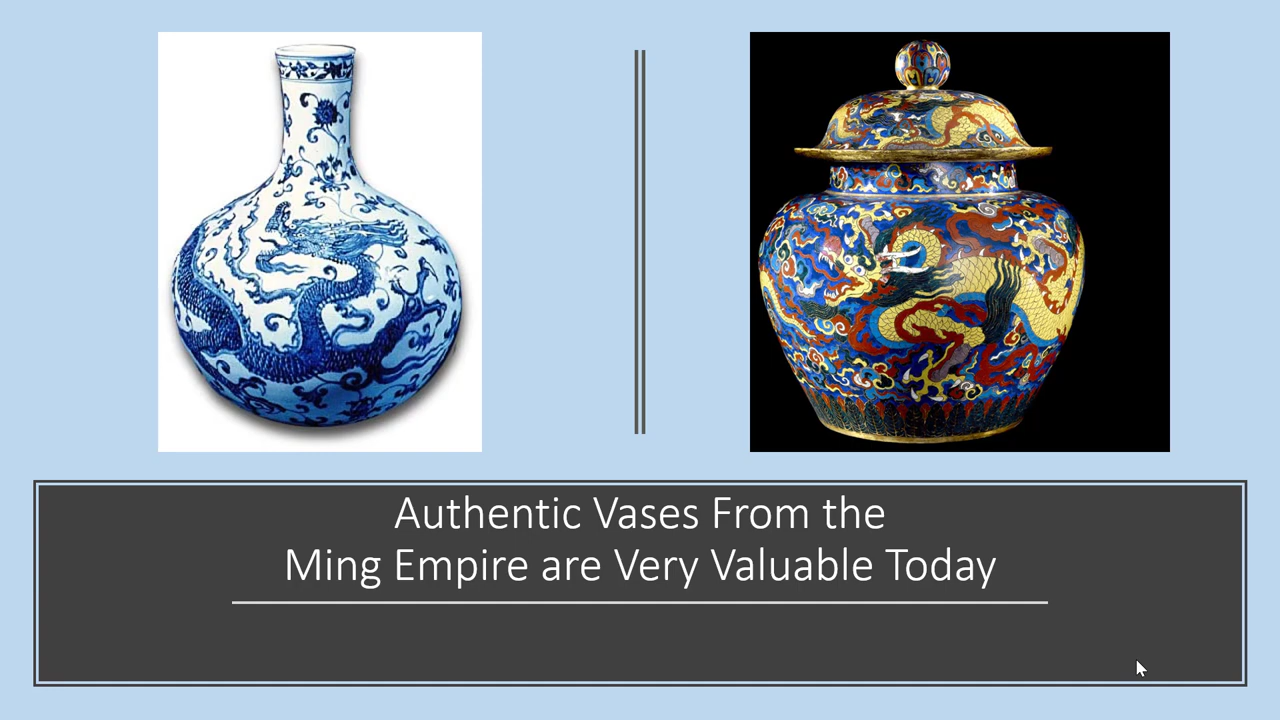 Authentic Vases From the
Ming Empire are Very Valuable Today